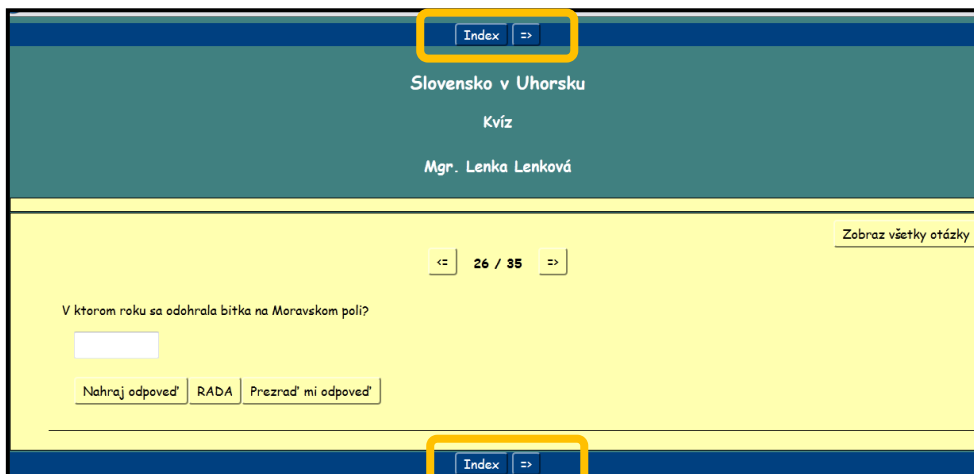 Index =>
Slovensko v Uhorsku
Kvíz
Mgr. Lenka Lenková
Zobraz všetky otázky
<= 26 / 35 =>
V ktorom roku sa odohrala bitka na Moravskom poli?
Nahraj odpoveď RADA Prezraď mi odpoveď
Index =>